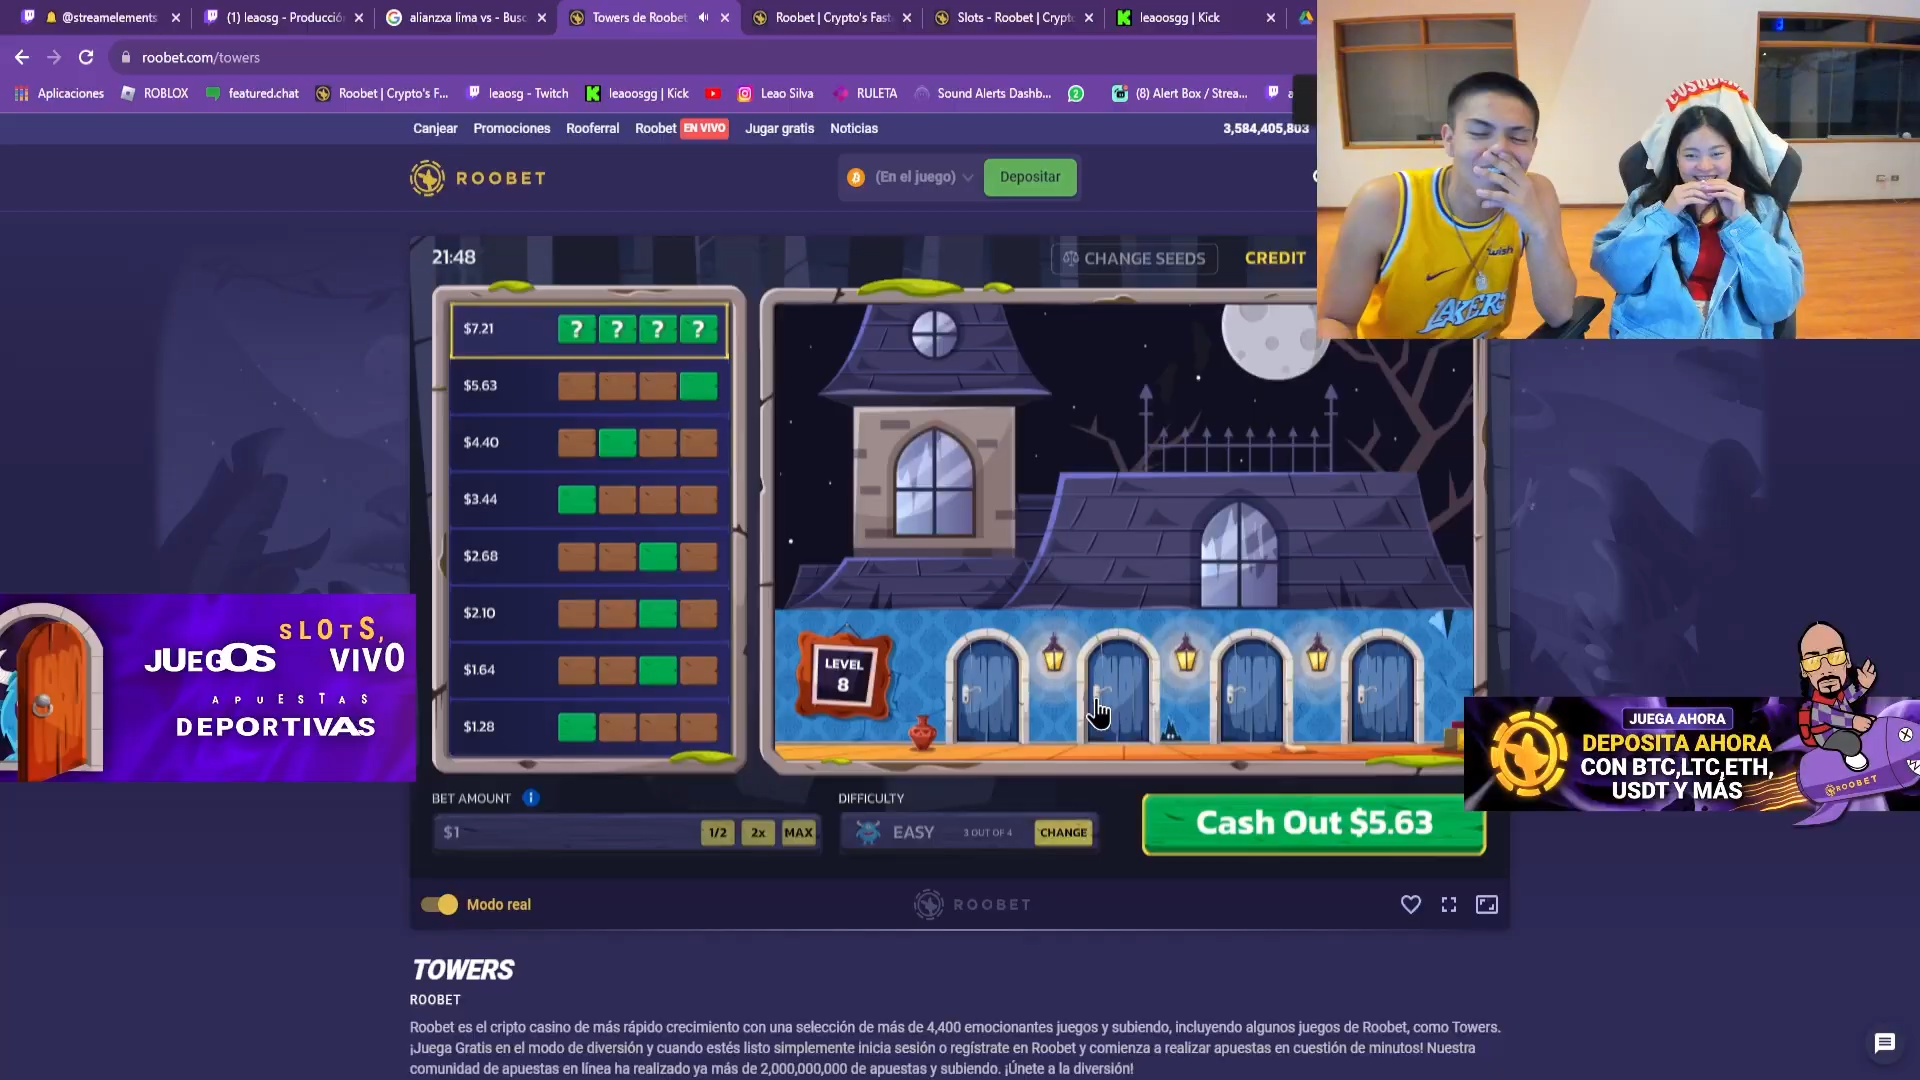 @streamelements
(1) leaosg - Producció
alianzxa lima vs - Busc
Towers de Roobet
Roobet | Crypto's Fast
Slots - Roobet | Crypt
leaoosgg | Kick
roobet.com/towers
Aplicaciones
ROBLOX
featured.chat
Roobet | Crypto's F...
leaosg - Twitch
leaoosgg | Kick
Leao Silva
RULETA
Sound Alerts Dashb...
2
(8) Alert Box / Strea...
Canjear
Promociones
Rooferral
Roobet EN VIVO
Jugar gratis
Noticias
3,584,405,803
ROOBET
(En el juego)
Depositar
21:48
CHANGE SEEDS
CREDIT
$7.21 ? ? ? ?
$5.63
$4.40
$3.44
$2.68
$2.10
$1.64
$1.28
LEVEL
8
wish
LAKERS
SLOTS,
JUEGOS VIVO
APUESTAS
DEPORTIVAS
JUEGA AHORA
DEPOSITA AHORA
CON BTC,LTC,ETH,
USDT Y MÁS
ROOBET
BET AMOUNT i
$1
1/2
2x
MAX
DIFFICULTY
EASY
3 OUT OF 4
CHANGE
Cash Out $5.63
Modo real
ROOBET
TOWERS
ROOBET
Roobet es el cripto casino de más rápido crecimiento con una selección de más de 4,400 emocionantes juegos y subiendo, incluyendo algunos juegos de Roobet, como Towers.
¡Juega Gratis en el modo de diversión y cuando estés listo simplemente inicia sesión o regístrate en Roobet y comienza a realizar apuestas en cuestión de minutos! Nuestra
comunidad de apuestas en línea ha realizado ya más de 2,000,000,000 de apuestas y subiendo. ¡Únete a la diversión!